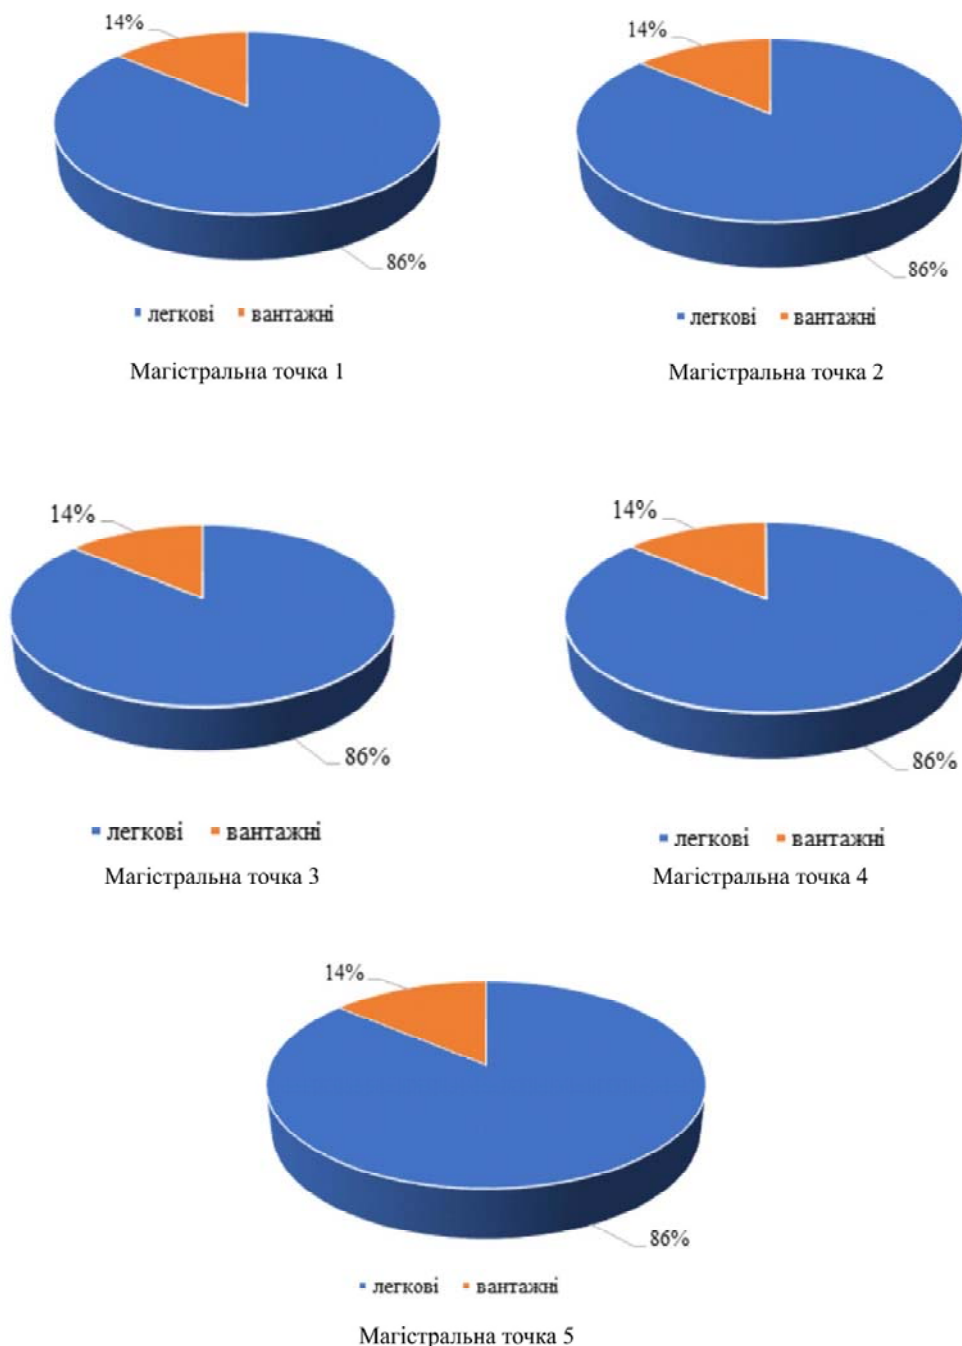 14%
86%
легкові вантажні
Магістральна точка 1
14%
86%
легкові вантажні
Магістральна точка 2
14%
86%
легкові вантажні
Магістральна точка 3
14%
86%
легкові вантажні
Магістральна точка 4
14%
86%
легкові вантажні
Магістральна точка 5